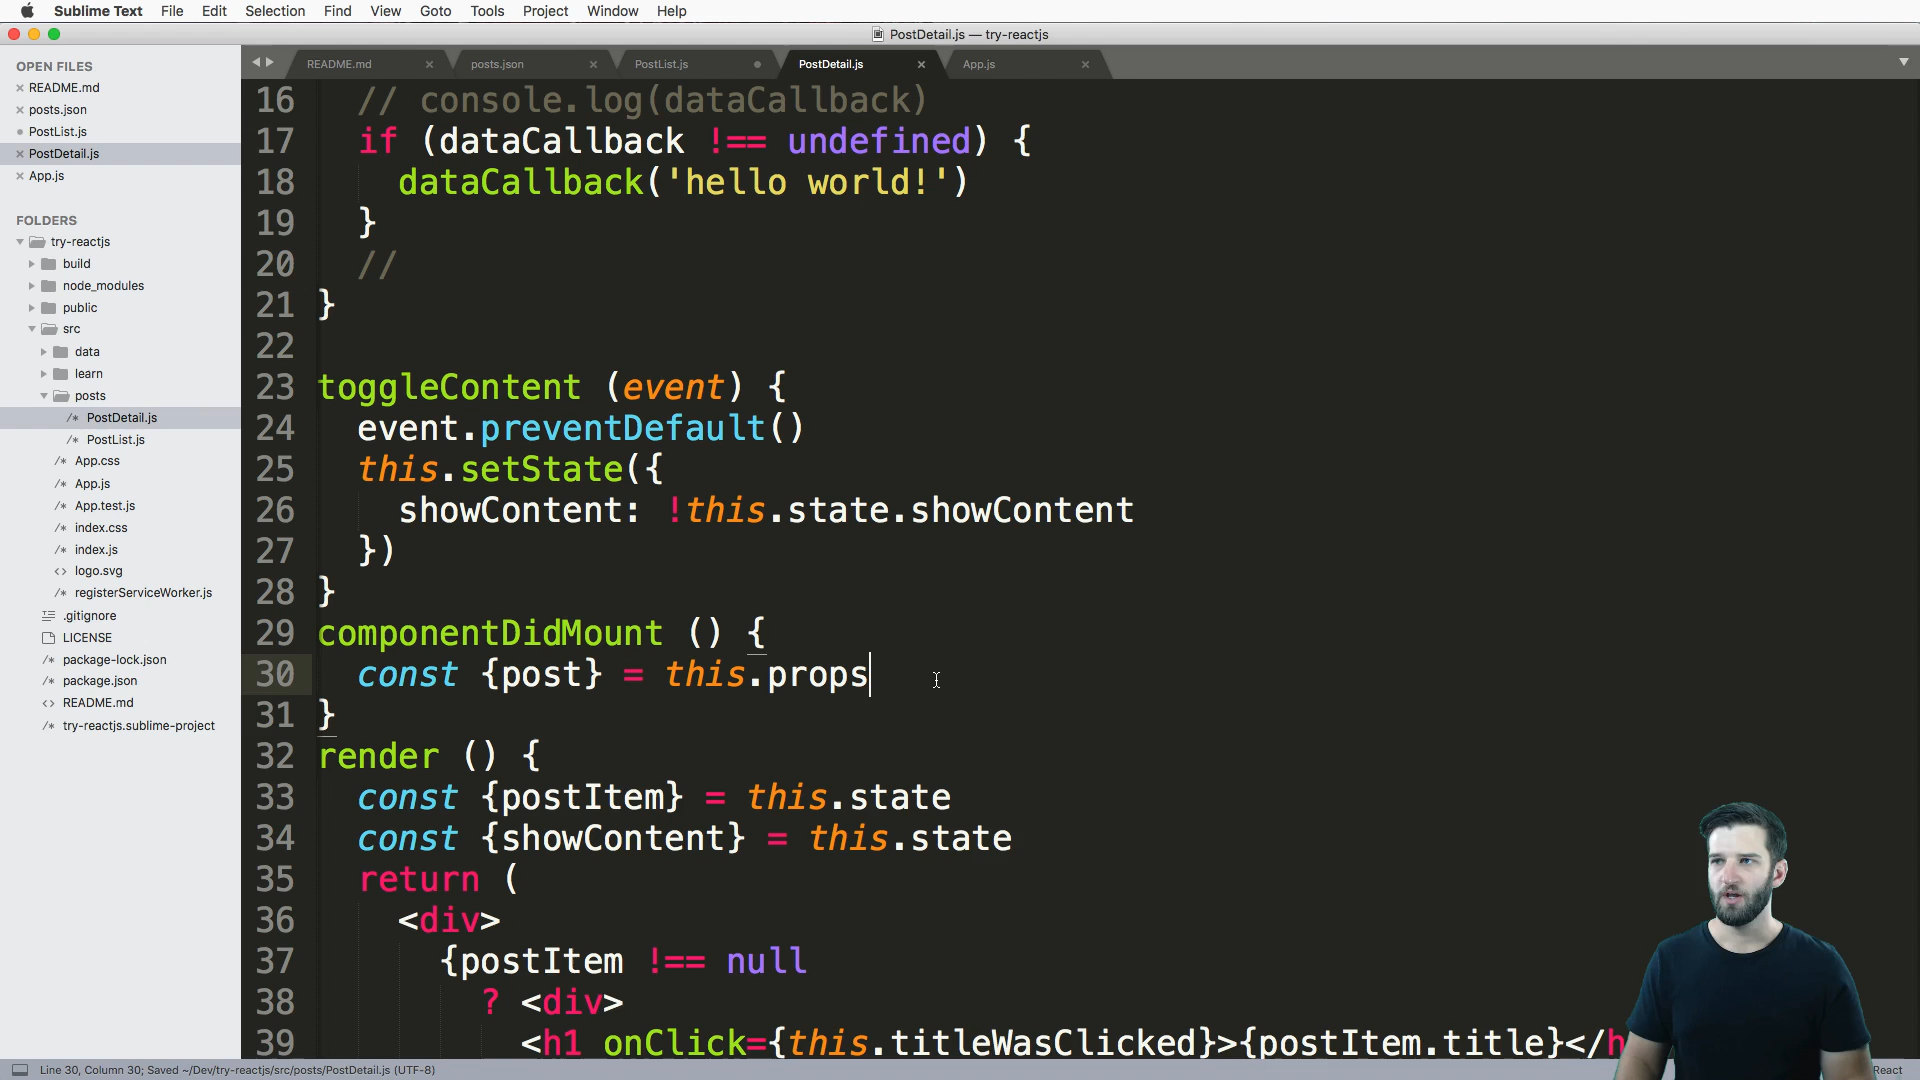 Sublime Text File Edit Selection Find View Goto Tools Project Window Help
PostDetail.js — try-reactjs
OPEN FILES
README.md
posts.json
PostList.js
PostDetail.js
App.js
FOLDERS
try-reactjs
build
node_modules
public
src
data
learn
posts
/* PostDetail.js
/* PostList.js
/* App.css
/* App.js
/* App.test.js
/* index.css
/* index.js
<> logo.svg
/* registerServiceWorker.js
.gitignore
LICENSE
/* package-lock.json
/* package.json
<> README.md
/* try-reactjs.sublime-project
README.md posts.json PostList.js PostDetail.js App.js
16 // console.log(dataCallback)
17 if (dataCallback !== undefined) {
18 dataCallback('hello world!')
19 }
20 //
21 }
22
23 toggleContent (event) {
24 event.preventDefault()
25 this.setState({
26 showContent: !this.state.showContent
27 })
28 }
29 componentDidMount () {
30 const {post} = this.props
31 }
32 render () {
33 const {postItem} = this.state
34 const {showContent} = this.state
35 return (
36 <div>
37 {postItem !== null
38 ? <div>
39 <h1 onClick={this.titleWasClicked}>{postItem.title}</h
Line 30, Column 30; Saved ~/Dev/try-reactjs/src/posts/PostDetail.js (UTF-8)
React